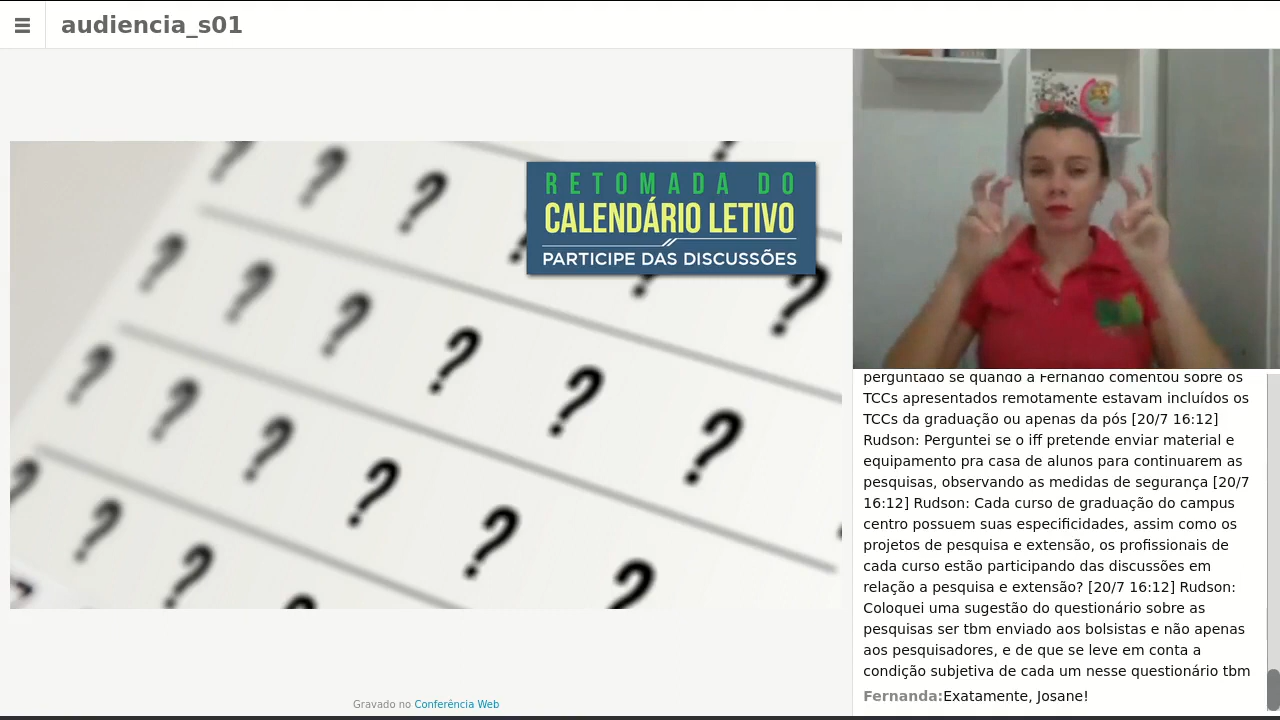 audiencia_s01
RETOMADA DO
CALENDÁRIO LETIVO
PARTICIPE DAS DISCUSSÕES
? ? ? ? ?
? ? ? ? ? ?
? ? ? ? ? ?
? ? ? ?
perguntado se quando a Fernando comentou sobre os
TCCs apresentados remotamente estavam incluídos os
TCCs da graduação ou apenas da pós [20/7 16:12]
Rudson: Perguntei se o iff pretende enviar material e
equipamento pra casa de alunos para continuarem as
pesquisas, observando as medidas de segurança [20/7
16:12] Rudson: Cada curso de graduação do campus
centro possuem suas especificidades, assim como os
projetos de pesquisa e extensão, os profissionais de
cada curso estão participando das discussões em
relação a pesquisa e extensão? [20/7 16:12] Rudson:
Coloquei uma sugestão do questionário sobre as
pesquisas ser tbm enviado aos bolsistas e não apenas
aos pesquisadores, e de que se leve em conta a
condição subjetiva de cada um nesse questionário tbm
Fernanda:Exatamente, Josane!
Gravado no Conferência Web